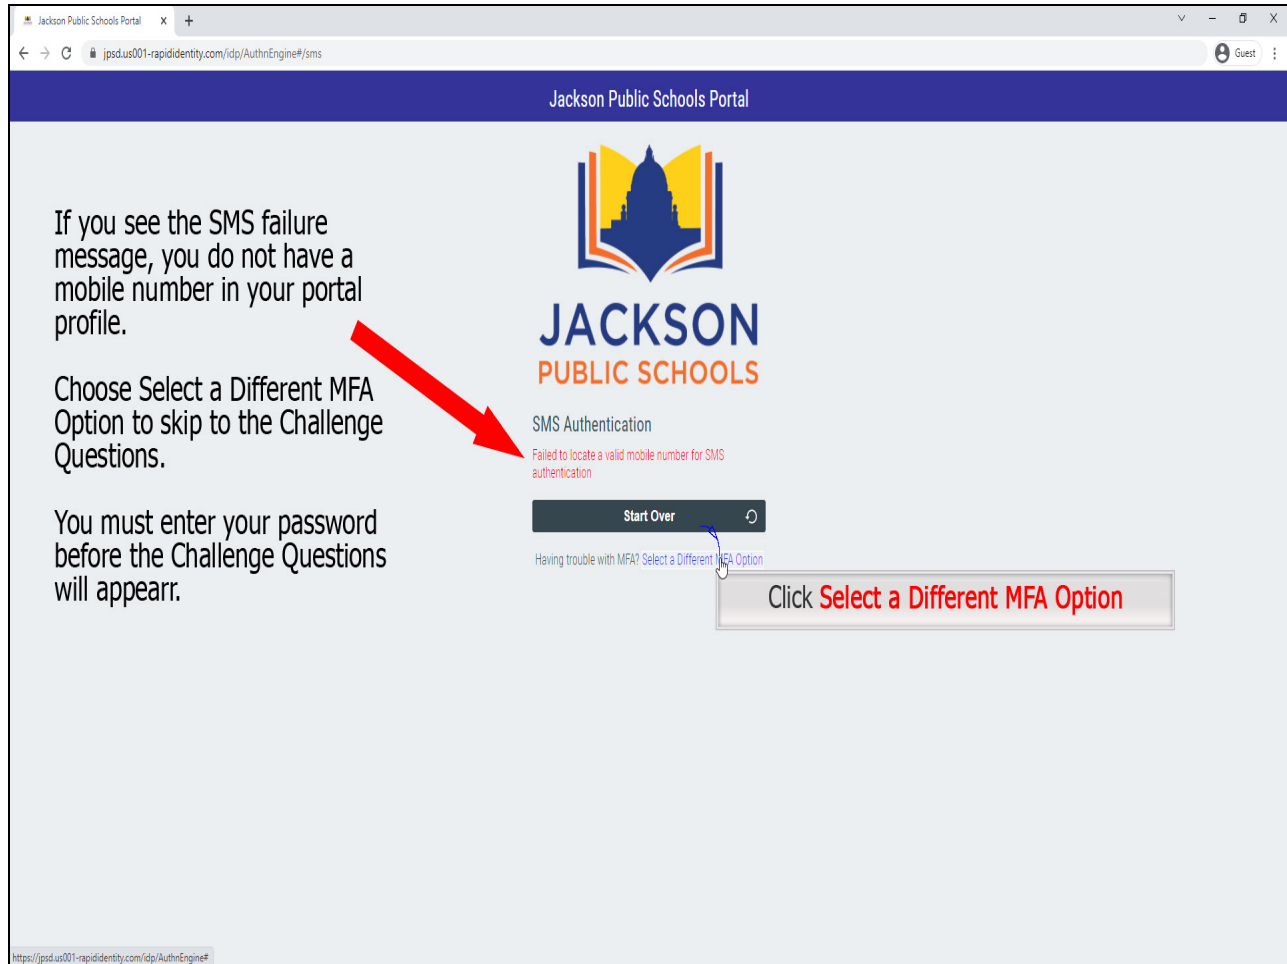 Jackson Public Schools Portal
jpsd.us001-rapididentity.com/idp/AuthnEngine#/sms
Guest
Jackson Public Schools Portal
If you see the SMS failure
message, you do not have a
mobile number in your portal
profile.
Choose Select a Different MFA
Option to skip to the Challenge
Questions.
You must enter your password
before the Challenge Questions
will appearr.
JACKSON
PUBLIC SCHOOLS
SMS Authentication
Failed to locate a valid mobile number for SMS
authentication
Start Over
Having trouble with MFA? Select a Different MFA Option
Click Select a Different MFA Option
https://jpsd.us001-rapididentity.com/idp/AuthnEngine#